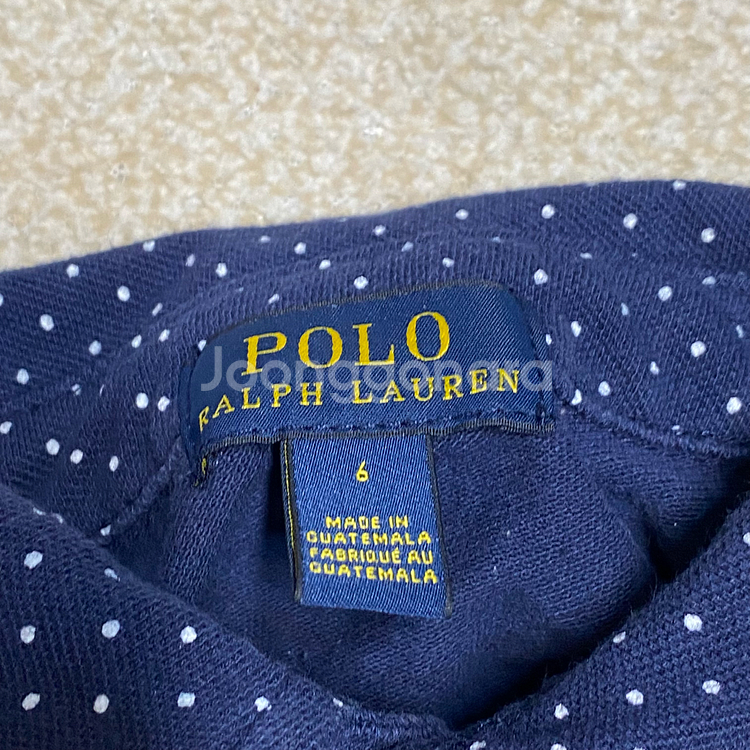 POLO
Joonggonara
RALPH LAUREN
6
MADE IN
GUATEMALA
FABRIQUÉ AU
GUATEMALA